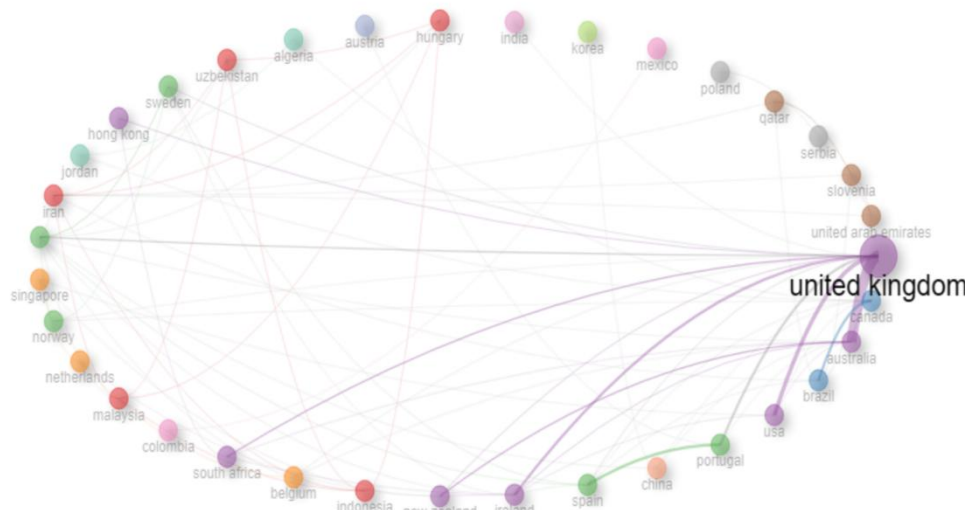 hungary
india
austria
korea
algeria
mexico
uzbekistan
poland
sweden
qatar
hong kong
serbia
jordan
slovenia
iran
united arab emirates
singapore
united kingdom
canada
norway
australia
netherlands
brazil
malaysia
usa
colombia
portugal
south africa
china
belgium
spain
indonesia
new zealand
ireland